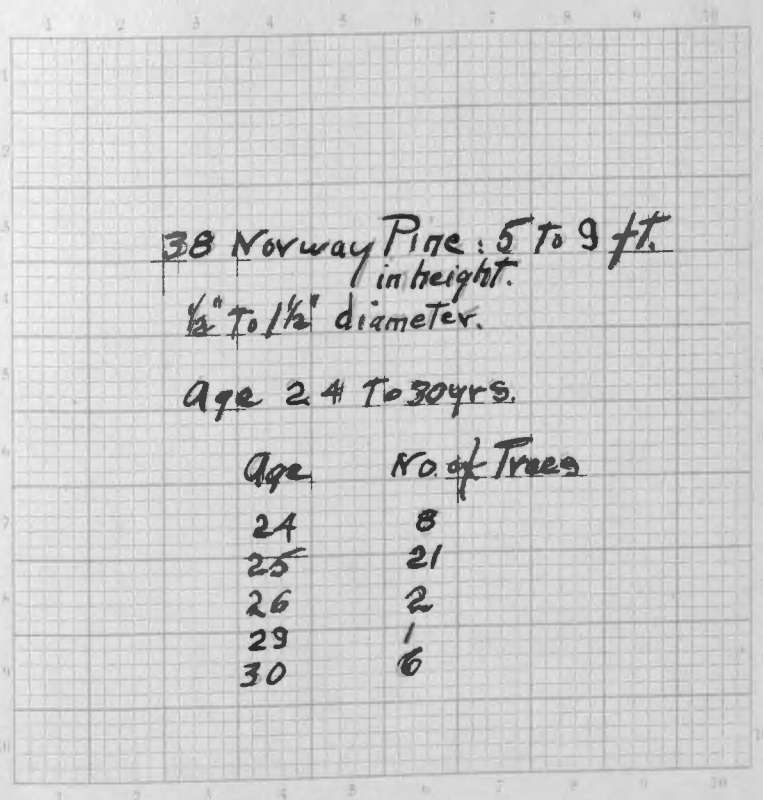 38 Norway Pine: 5 To 9 ft.
in height.
½" To 1½" diameter.
Age 24 To 30 yrs.
Age No. of Trees
24 8
25 21
26 2
29 1
30 6